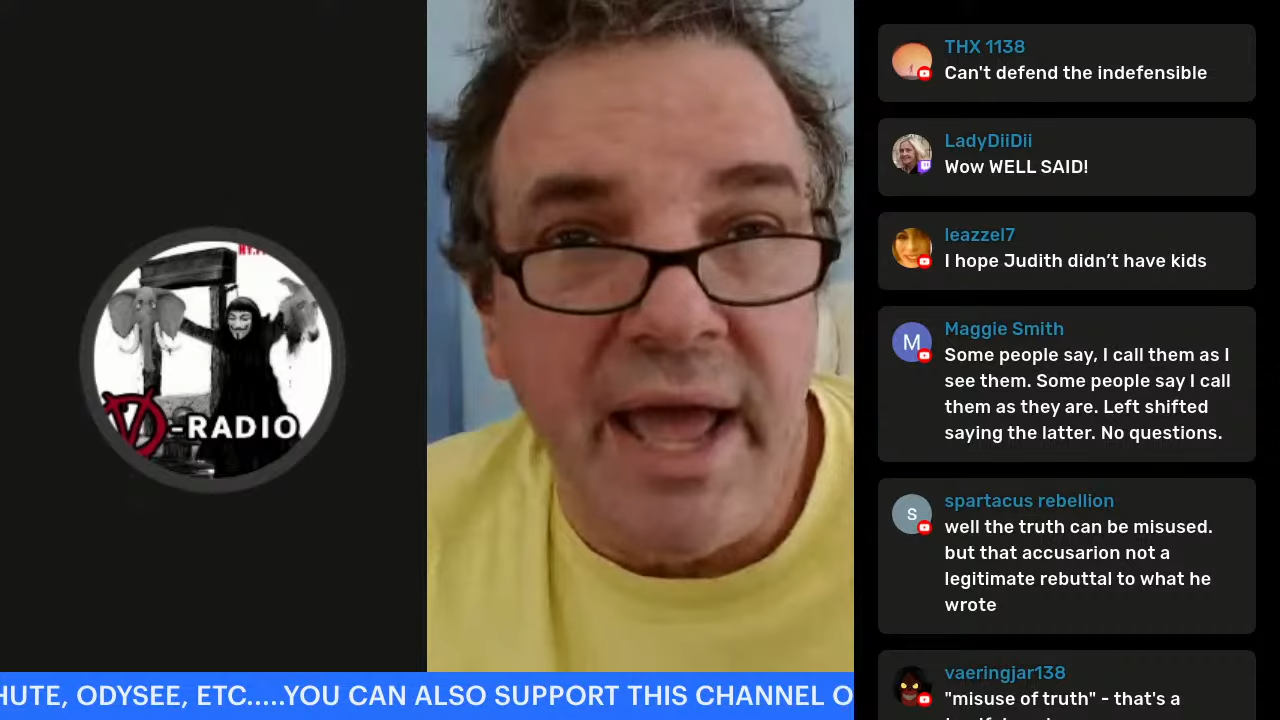 V-RADIO
HUTE, ODYSEE, ETC.....YOU CAN ALSO SUPPORT THIS CHANNEL O
THX 1138
Can't defend the indefensible
LadyDiiDii
Wow WELL SAID!
leazzel7
I hope Judith didn’t have kids
M
Maggie Smith
Some people say, I call them as I
see them. Some people say I call
them as they are. Left shifted
saying the latter. No questions.
s
spartacus rebellion
well the truth can be misused.
but that accusarion not a
legitimate rebuttal to what he
wrote
vaeringjar138
"misuse of truth" - that's a